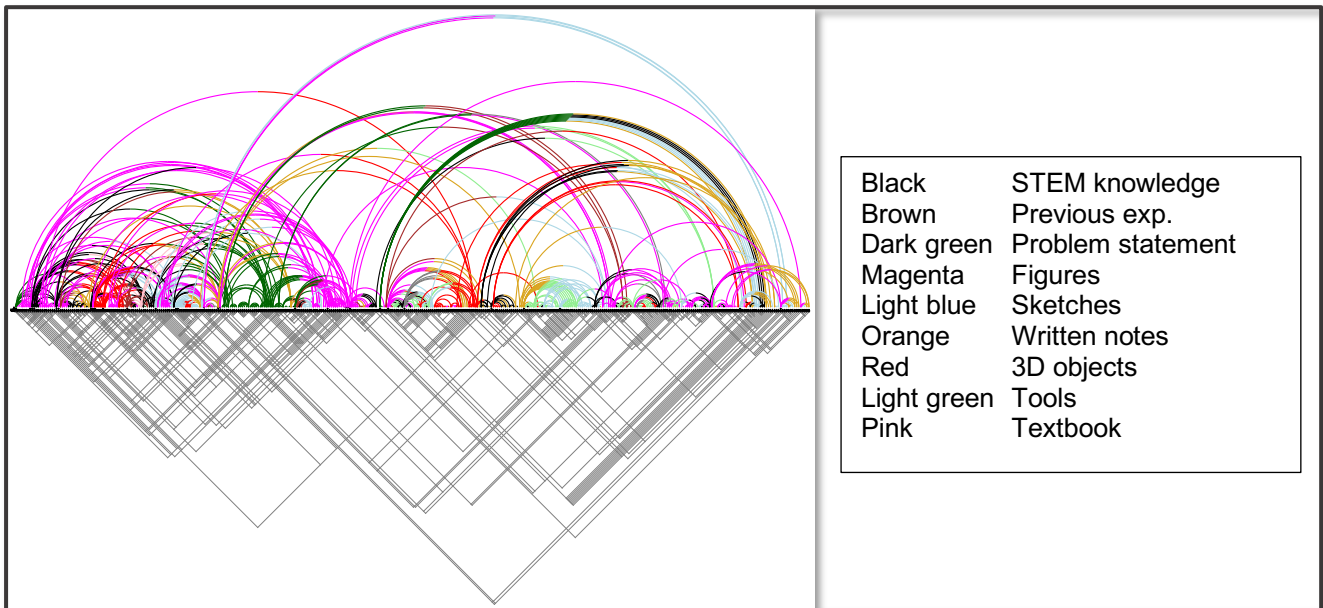 Black STEM knowledge
Brown Previous exp.
Dark green Problem statement
Magenta Figures
Light blue Sketches
Orange Written notes
Red 3D objects
Light green Tools
Pink Textbook